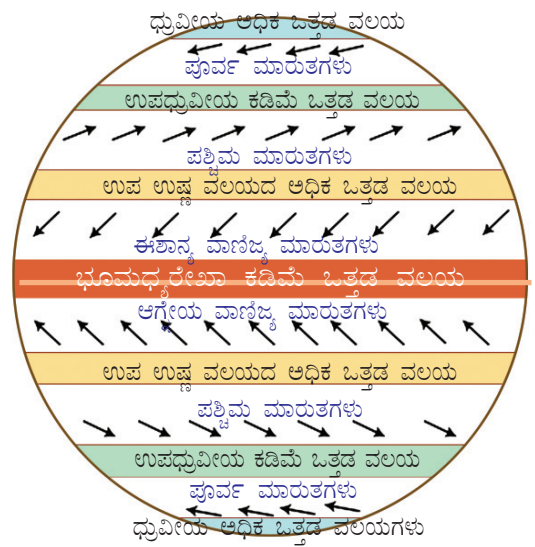 ಧ್ರುವೀಯ ಅಧಿಕ ಒತ್ತಡ ವಲಯ
ಪೂರ್ವ ಮಾರುತಗಳು
ಉಪಧ್ರುವೀಯ ಕಡಿಮೆ ಒತ್ತಡ ವಲಯ
ಪಶ್ಚಿಮ ಮಾರುತಗಳು
ಉಪ ಉಷ್ಣ ವಲಯದ ಅಧಿಕ ಒತ್ತಡ ವಲಯ
ಈಶಾನ್ಯ ವಾಣಿಜ್ಯ ಮಾರುತಗಳು
ಭೂಮಧ್ಯರೇಖಾ ಕಡಿಮೆ ಒತ್ತಡ ವಲಯ
ಆಗ್ನೇಯ ವಾಣಿಜ್ಯ ಮಾರುತಗಳು
ಉಪ ಉಷ್ಣ ವಲಯದ ಅಧಿಕ ಒತ್ತಡ ವಲಯ
ಪಶ್ಚಿಮ ಮಾರುತಗಳು
ಉಪಧ್ರುವೀಯ ಕಡಿಮೆ ಒತ್ತಡ ವಲಯ
ಪೂರ್ವ ಮಾರುತಗಳು
ಧ್ರುವೀಯ ಅಧಿಕ ಒತ್ತಡ ವಲಯಗಳು